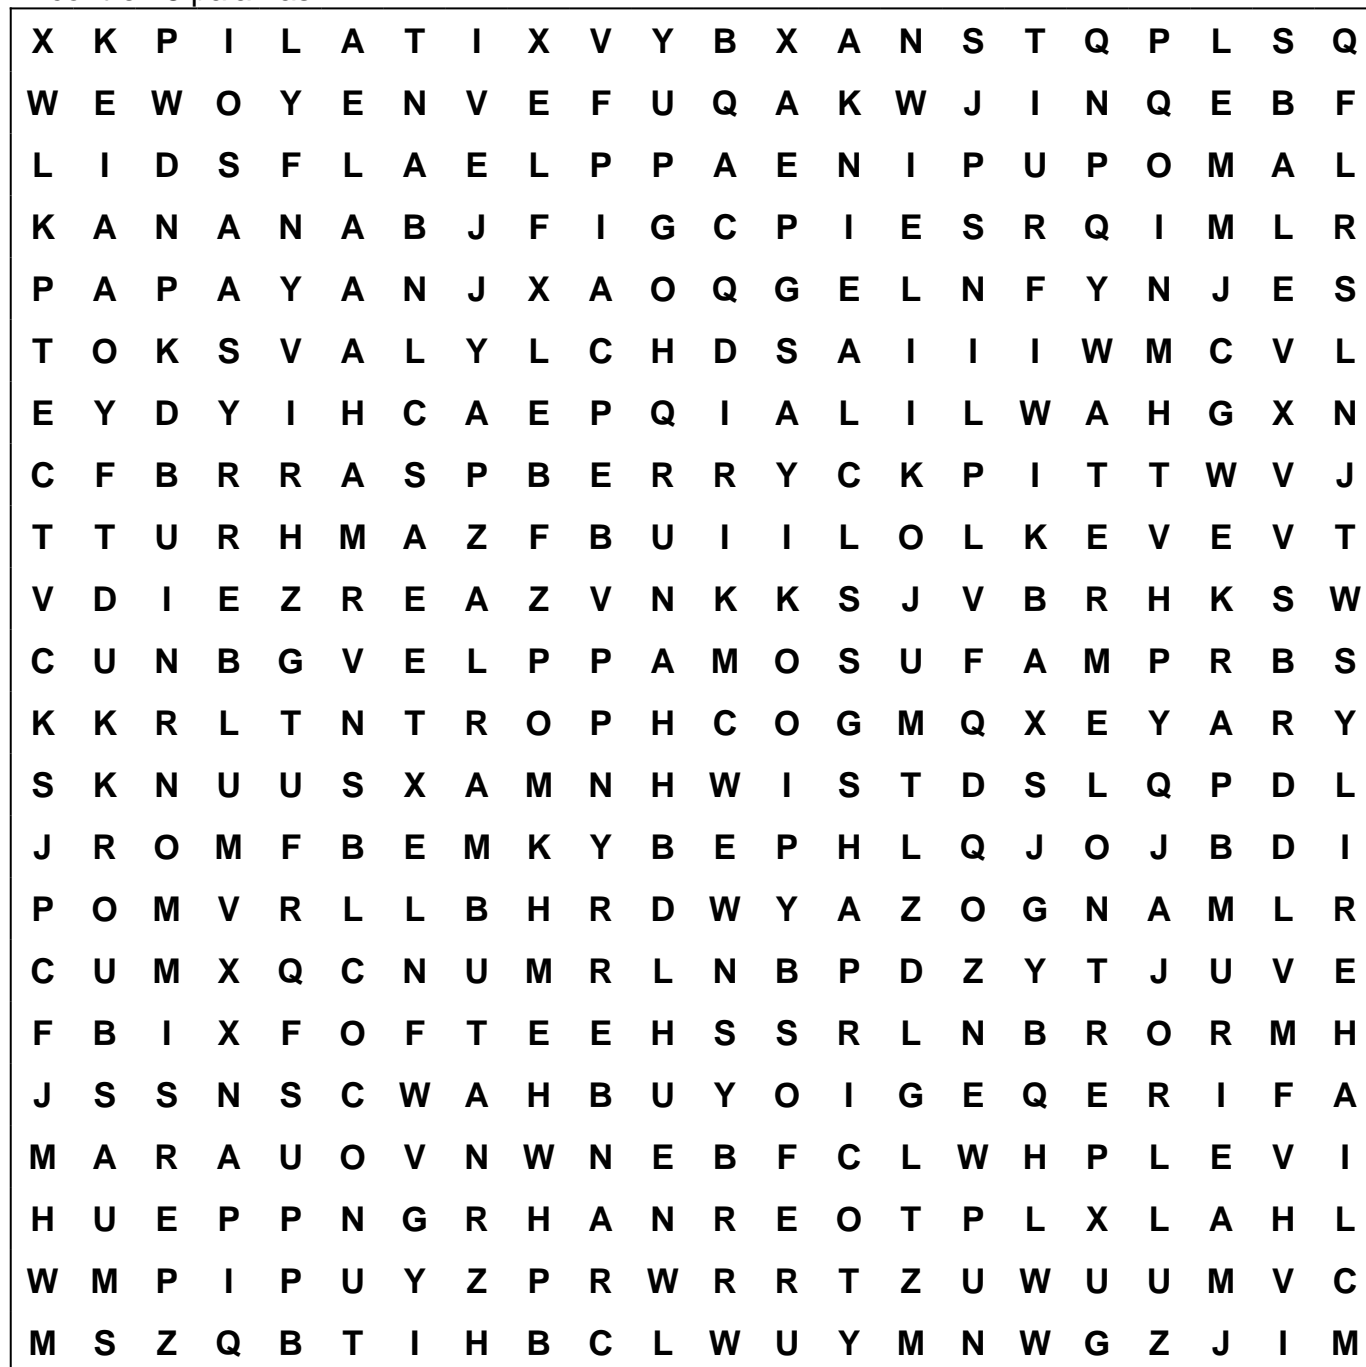 X K P I L A T I X V Y B X A N S T Q P L S Q
W E W O Y E N V E F U Q A K W J I N Q E B F
L I D S F L A E L P P A E N I P U P O M A L
K A N A N A B J F I G C P I E S R Q I M L R
P A P A Y A N J X A O Q G E L N F Y N J E S
T O K S V A L Y L C H D S A I I I W M C V L
E Y D Y I H C A E P Q I A L I L W A H G X N
C F B R R A S P B E R R Y C K P I T T W V J
T T U R H M A Z F B U I I L O L K E V E V T
V D I E Z R E A Z V N K K S J V B R H K S W
C U N B G V E L P P A M O S U F A M P R B S
K K R L T N T R O P H C O G M Q X E Y A R Y
S K N U U S X A M N H W I S T D S L Q P D L
J R O M F B E M K Y B E P H L Q J O J B D I
P O M V R L L B H R D W Y A Z O G N A M L R
C U M X Q C N U M R L N B P D Z Y T J U V E
F B I X F O F T E E H S S R L N B R O R M H
J S S N S C W A H B U Y O I G E Q E R I F A
M A R A U O V N W N E B F C L W H P L E V I
H U E P P N G R H A N R E O T P L X L A H L
W M P I P U Y Z P R W R R T Z U W U U M V C
M S Z Q B T I H B C L W U Y M N W G Z J I M